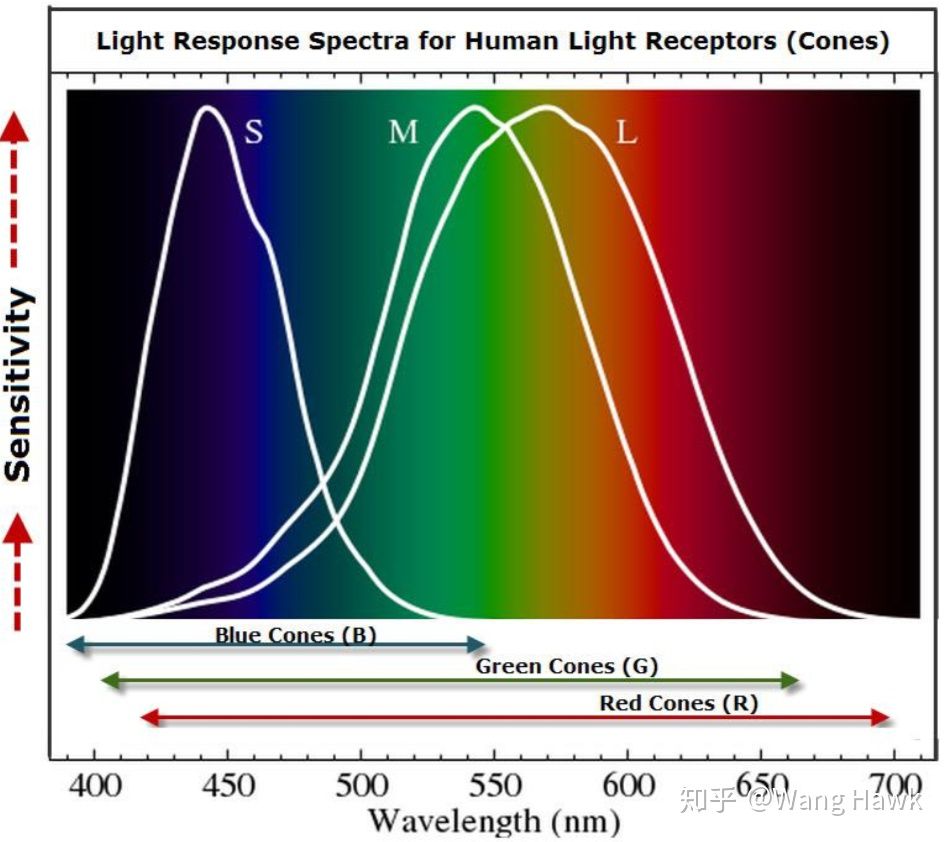 Light Response Spectra for Human Light Receptors (Cones)
S
M
L
Sensitivity
Blue Cones (B)
Green Cones (G)
Red Cones (R)
400 450 500 550 600 650 700
知乎 @Wang Hawk
Wavelength (nm)